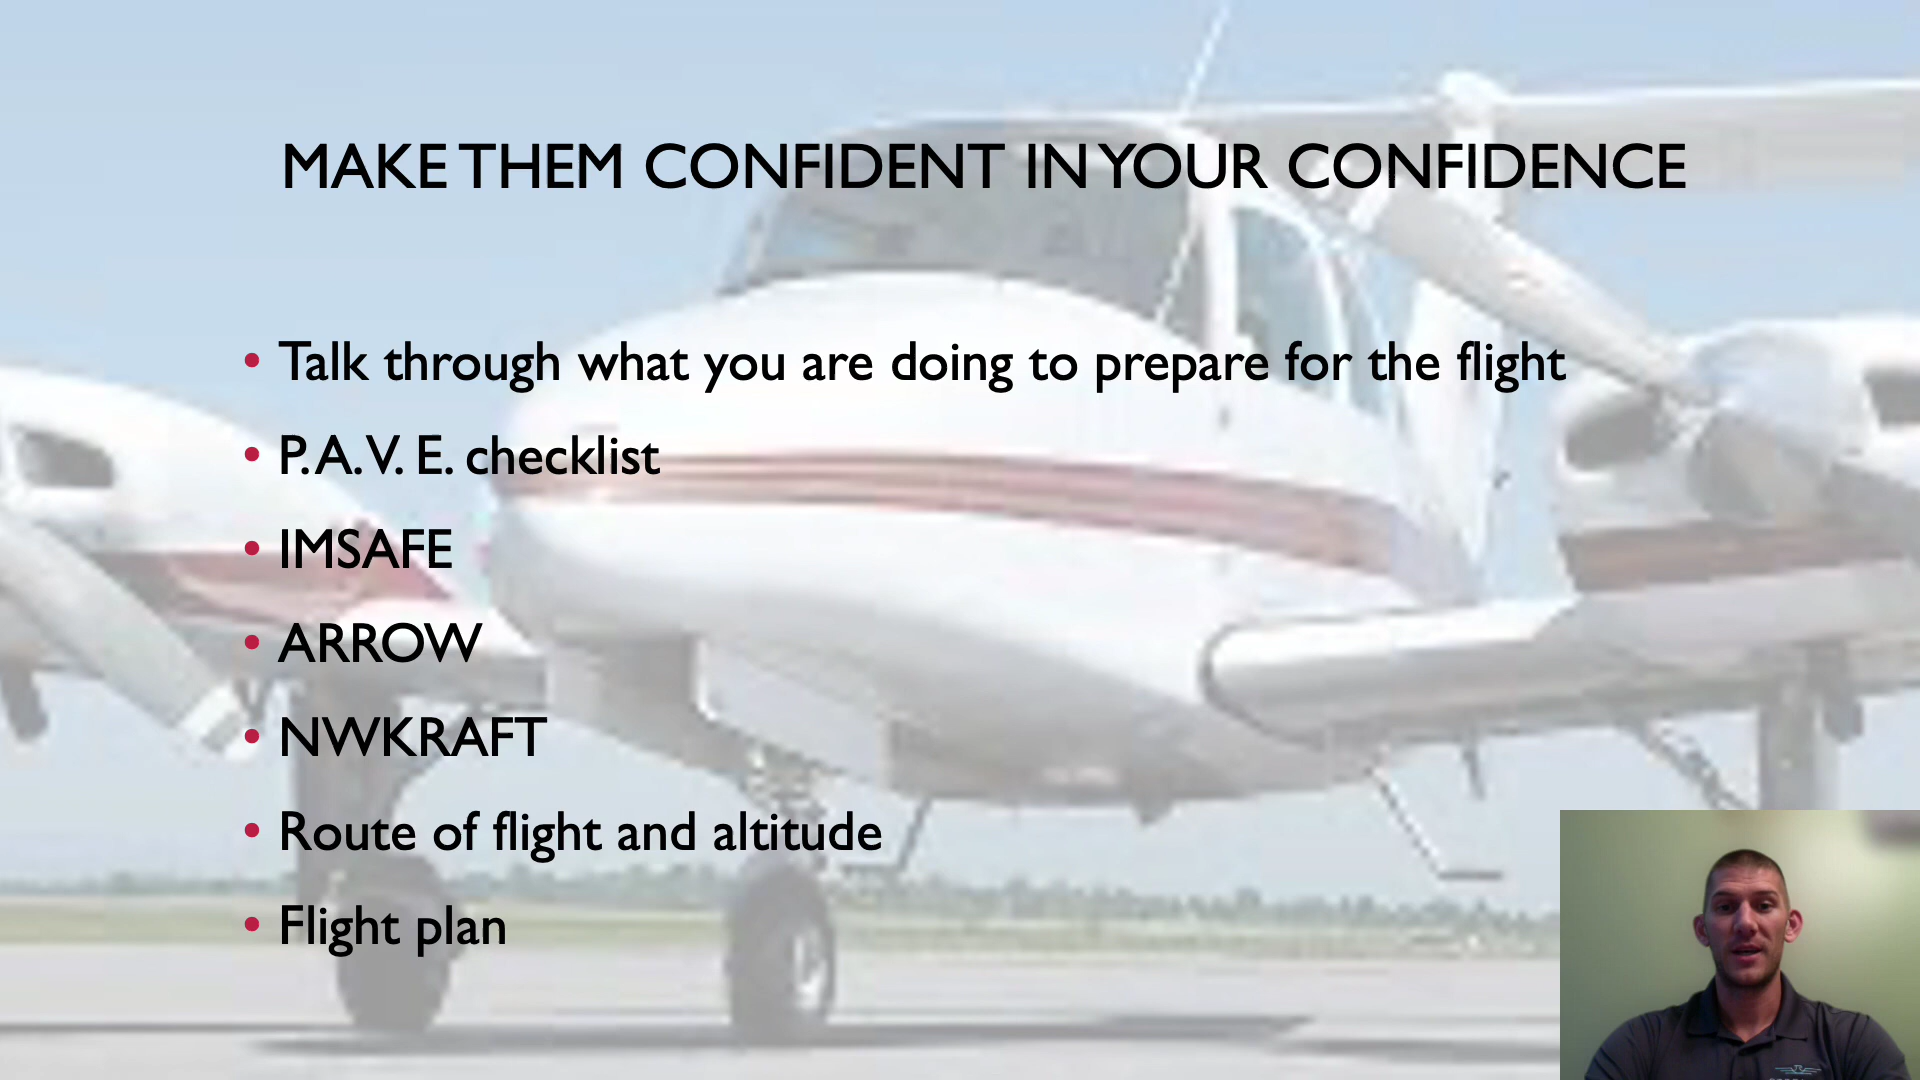 MAKE THEM CONFIDENT IN YOUR CONFIDENCE
• Talk through what you are doing to prepare for the flight
• P. A. V. E. checklist
• IMSAFE
• ARROW
• NWKRAFT
• Route of flight and altitude
• Flight plan